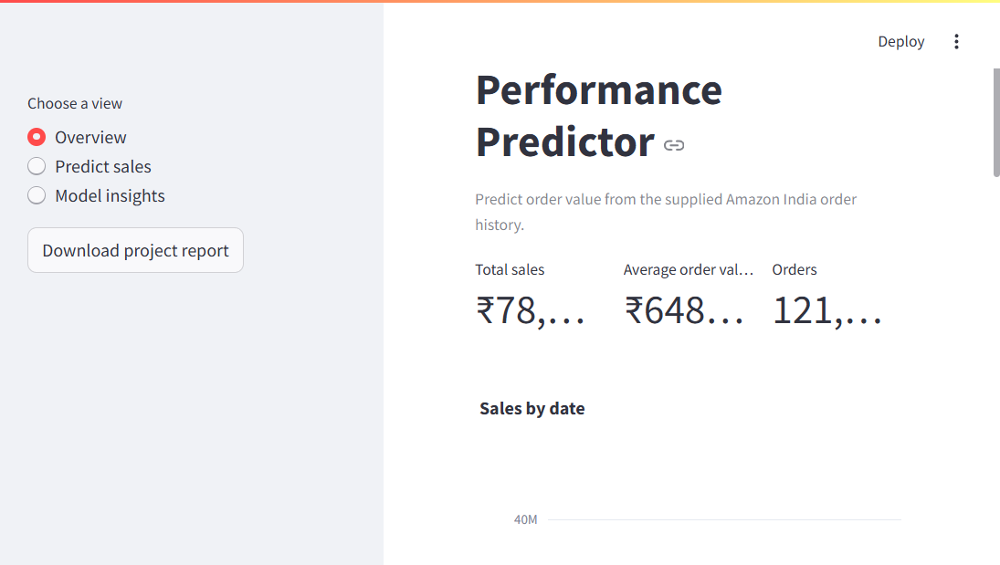 Deploy
Choose a view
Overview
Predict sales
Model insights
Download project report
Performance
Predictor
Predict order value from the supplied Amazon India order
history.
Total sales
Average order val…
Orders
₹78,…
₹648…
121,…
Sales by date
40M